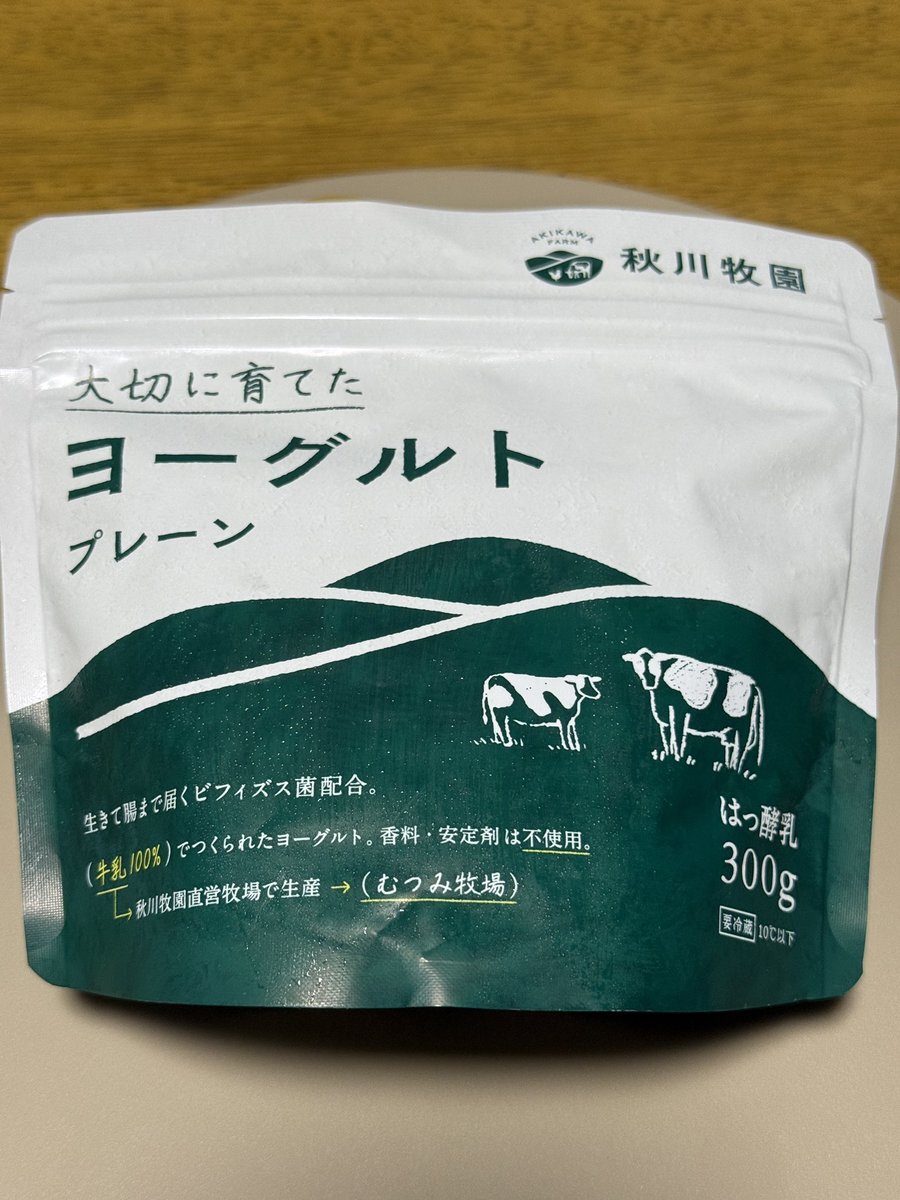 AKIKAWA
FARM
秋川牧園
大切に育てた
ヨーグルト
プレーン
生きて腸まで届くビフィズス菌配合。
(牛乳100%)でつくられたヨーグルト。香料・安定剤は不使用。
秋川牧園直営牧場で生産→(むつみ牧場)
はっ酵乳
300g
要冷蔵 10℃以下